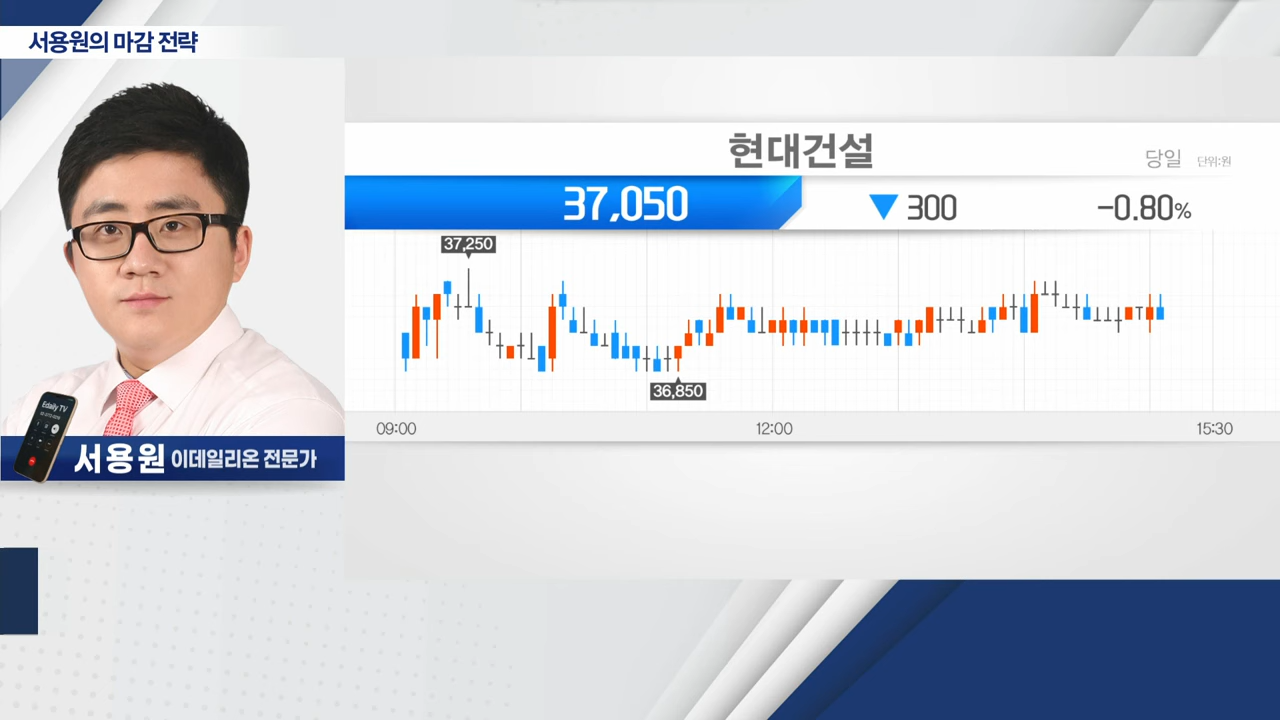 서용원의 마감 전략
현대건설
당일 단위:원
37,050 ▼ 300 -0.80%
37,250
36,850
09:00 12:00 15:30
Edaily TV
서용원 이데일리온 전문가